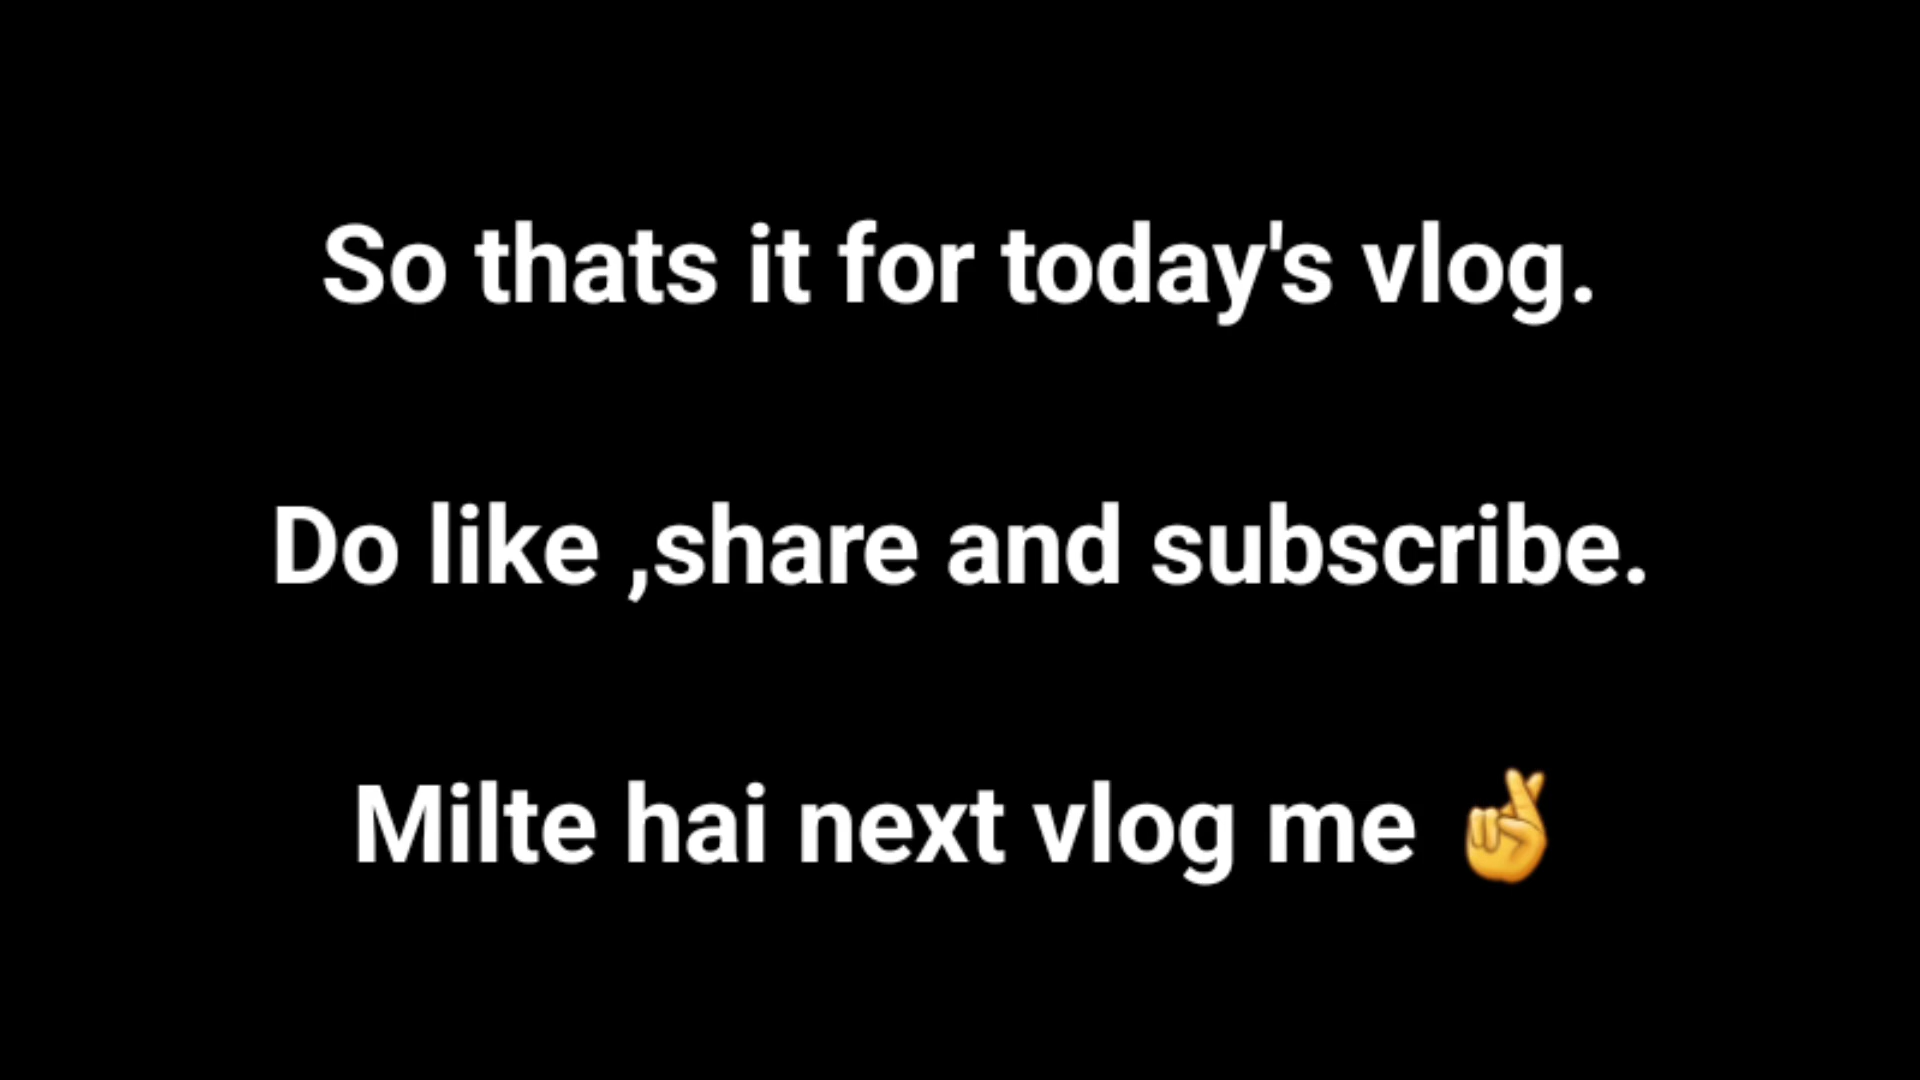 So thats it for today's vlog.
Do like ,share and subscribe.
Milte hai next vlog me 🤞